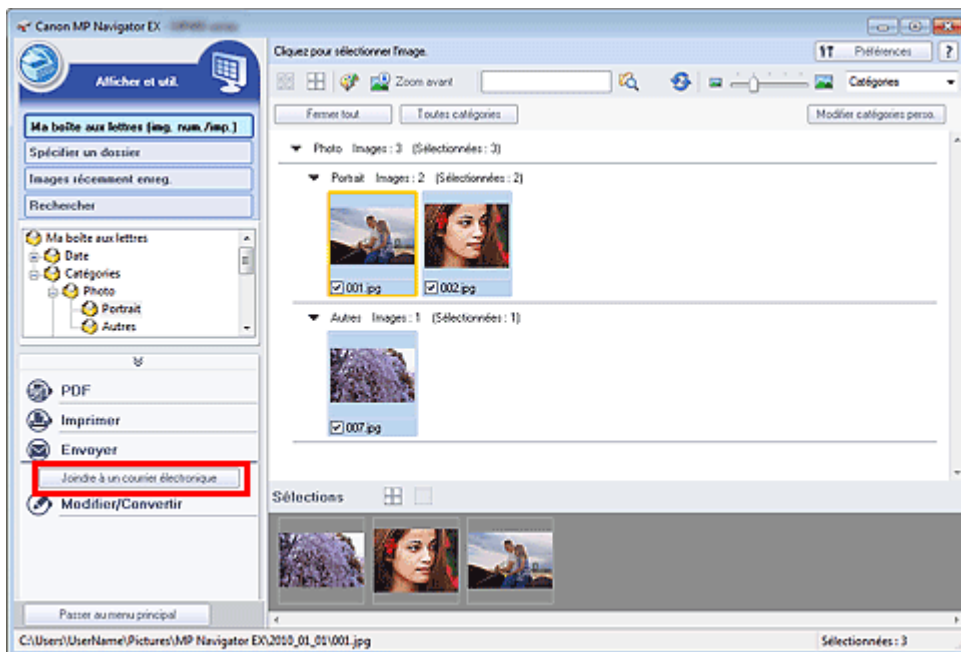 Canon MP Navigator EX
Cliquez pour sélectionner l'image.
Préférences
?
Afficher et util.
Zoom avant
Catégories
Fermer tout
Toutes catégories
Modifier catégories perso.
Ma boîte aux lettres (img. num./imp.)
Spécifier un dossier
Images récemment enreg.
Rechercher
Ma boîte aux lettres
Date
Catégories
Photo
Portrait
Autres
PDF
Imprimer
Envoyer
Joindre à un courrier électronique
Modifier/Convertir
Passer au menu principal
Photo Images : 3 (Sélectionnées : 3)
Portrait Images : 2 (Sélectionnées : 2)
001.jpg
002.jpg
Autres Images : 1 (Sélectionnées : 1)
007.jpg
Sélections
C:\Users\UserName\Pictures\MP Navigator EX\2010_01_01\001.jpg
Sélectionnées : 3